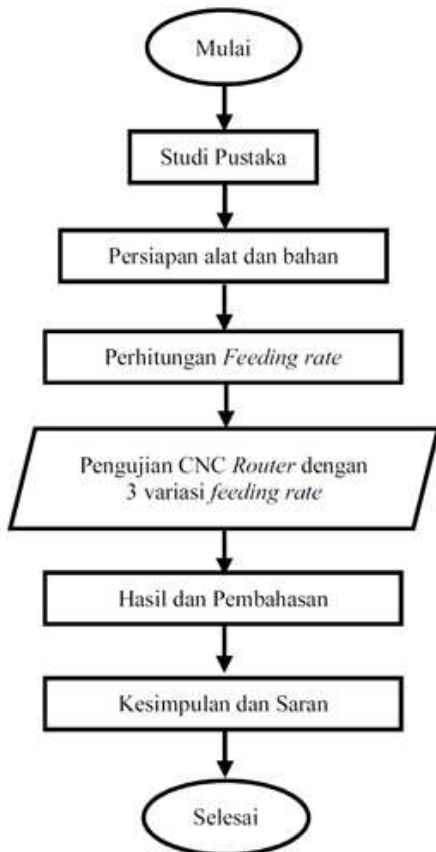 Mulai
Studi Pustaka
Persiapan alat dan bahan
Perhitungan Feeding rate
Pengujian CNC Router dengan
3 variasi feeding rate
Hasil dan Pembahasan
Kesimpulan dan Saran
Selesai